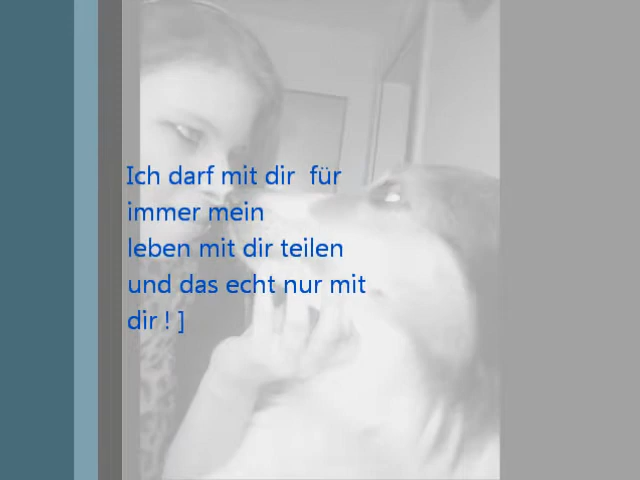 Ich darf mit dir  für
immer mein
leben mit dir teilen
und das echt nur mit
dir ! ]